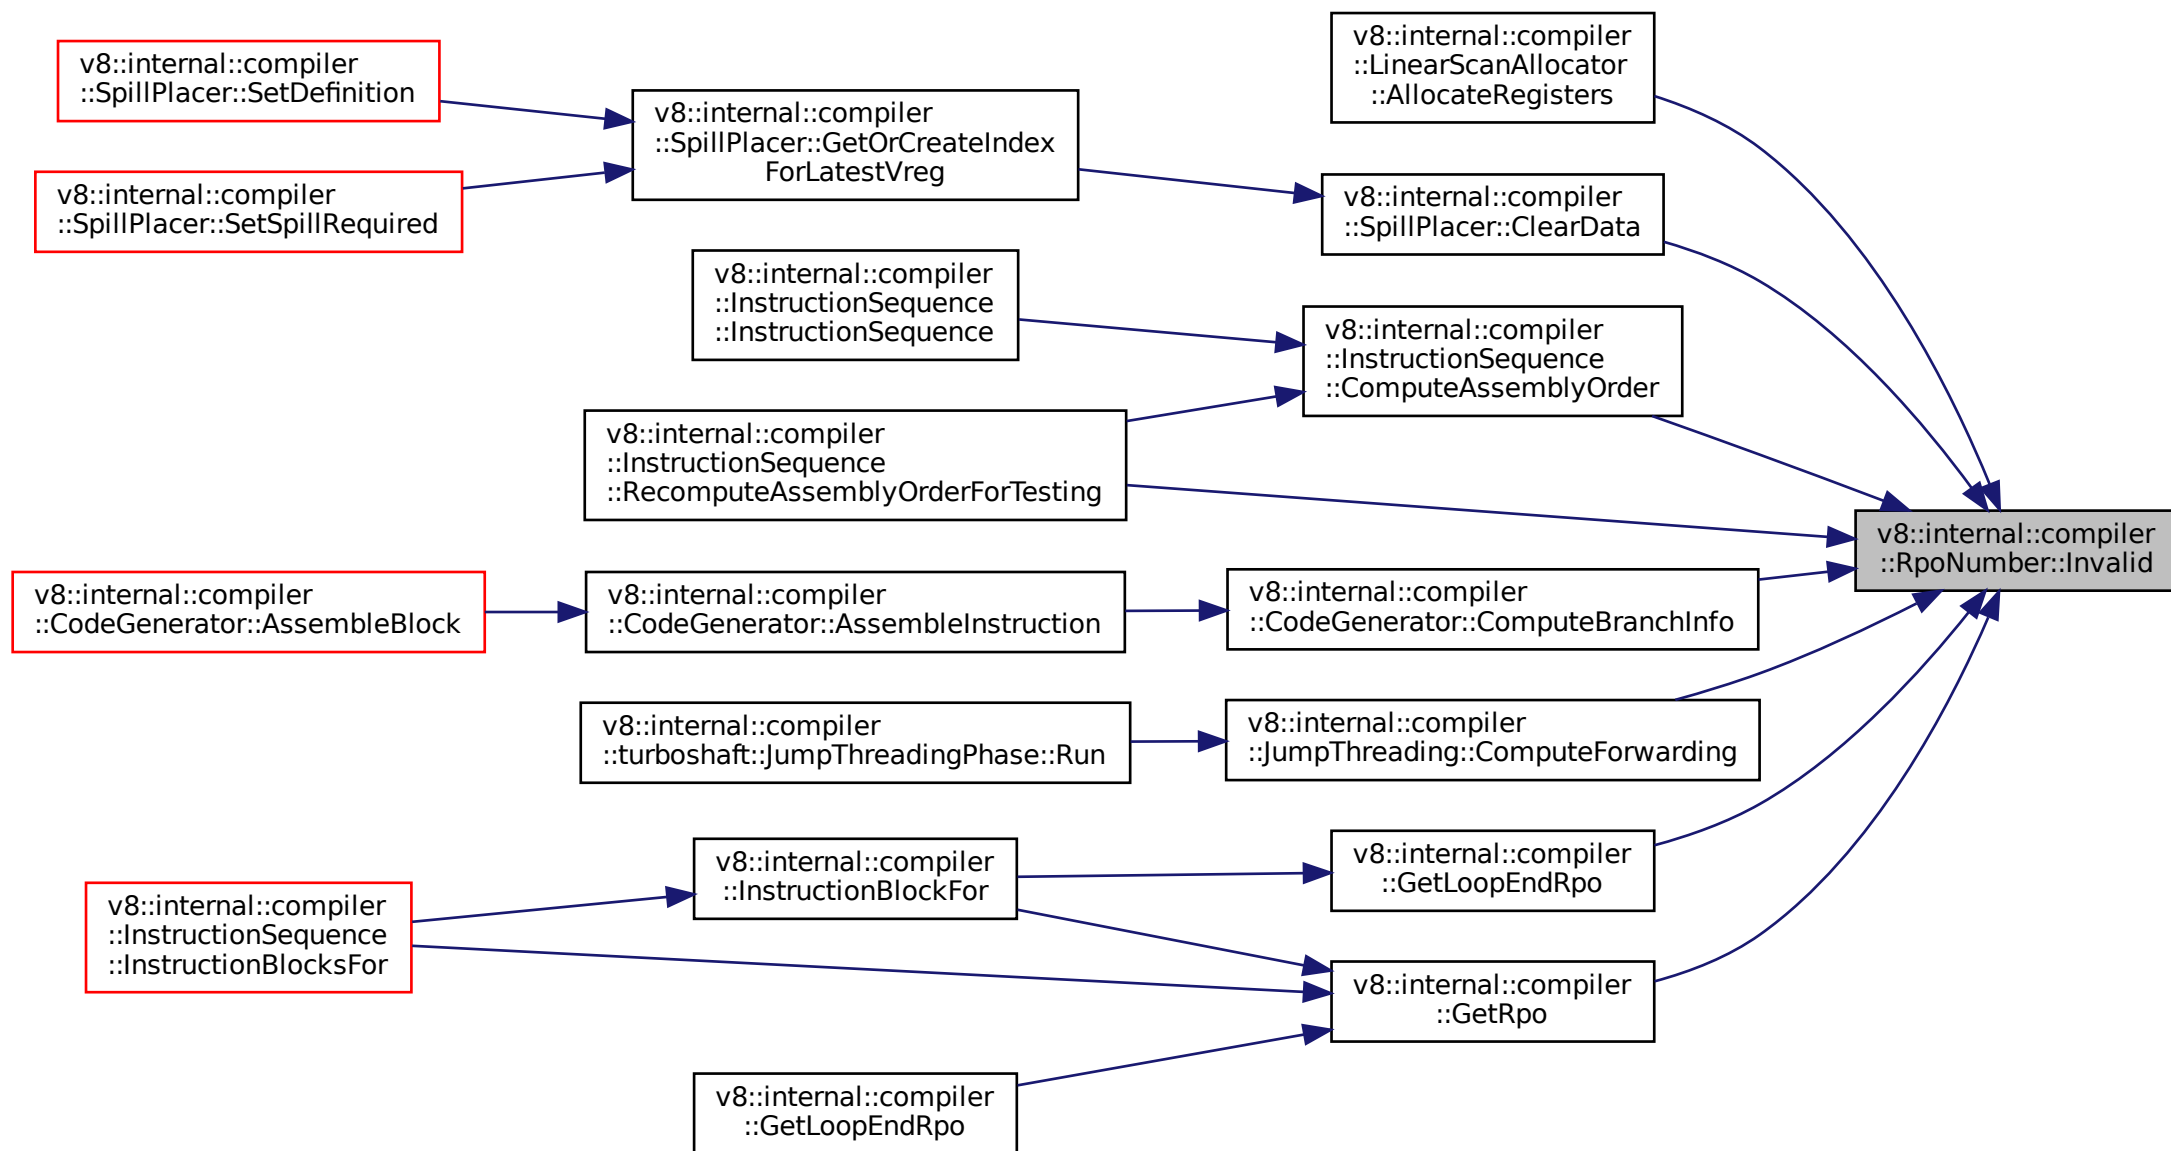 v8::internal::compiler
::SpillPlacer::SetDefinition
v8::internal::compiler
::SpillPlacer::SetSpillRequired
v8::internal::compiler
::SpillPlacer::GetOrCreateIndex
ForLatestVreg
v8::internal::compiler
::LinearScanAllocator
::AllocateRegisters
v8::internal::compiler
::SpillPlacer::ClearData
v8::internal::compiler
::InstructionSequence
::InstructionSequence
v8::internal::compiler
::InstructionSequence
::ComputeAssemblyOrder
v8::internal::compiler
::InstructionSequence
::RecomputeAssemblyOrderForTesting
v8::internal::compiler
::RpoNumber::Invalid
v8::internal::compiler
::CodeGenerator::AssembleBlock
v8::internal::compiler
::CodeGenerator::AssembleInstruction
v8::internal::compiler
::CodeGenerator::ComputeBranchInfo
v8::internal::compiler
::turboshaft::JumpThreadingPhase::Run
v8::internal::compiler
::JumpThreading::ComputeForwarding
v8::internal::compiler
::InstructionBlockFor
v8::internal::compiler
::GetLoopEndRpo
v8::internal::compiler
::InstructionSequence
::InstructionBlocksFor
v8::internal::compiler
::GetRpo
v8::internal::compiler
::GetLoopEndRpo